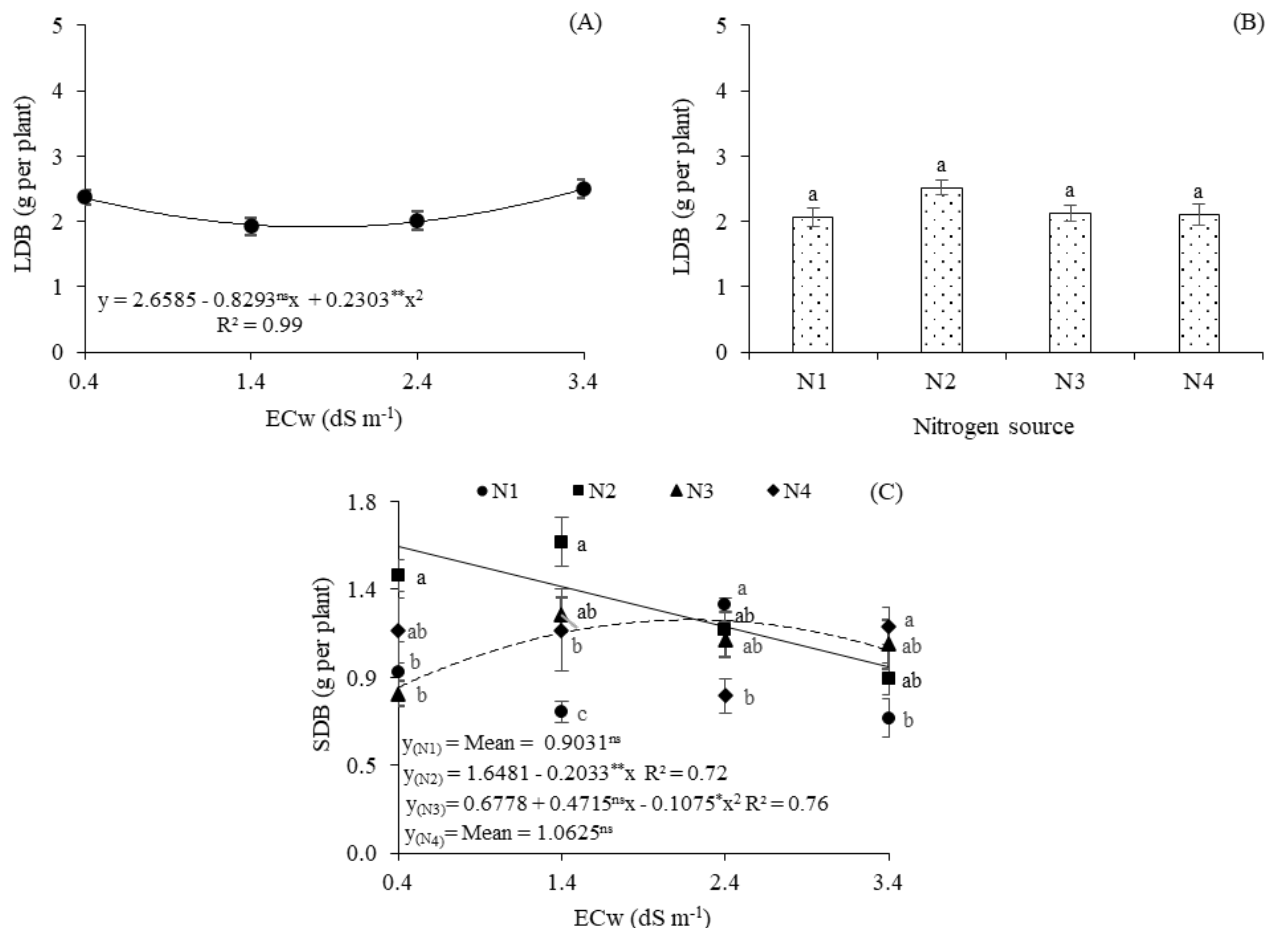 (A)
5
4
3
2
1
0
LDB (g per plant)
y = 2.6585 - 0.8293ⁿˢx + 0.2303**x²
R² = 0.99
0.4 1.4 2.4 3.4
ECw (dS m⁻¹)
(B)
5
4
3
2
1
0
LDB (g per plant)
a a a a
N1 N2 N3 N4
Nitrogen source
N1 N2 N3 N4 (C)
1.8
1.4
0.9
0.5
0.0
SDB (g per plant)
a
ab
b
b
a
ab
b
c
a
ab
ab
b
a
ab
ab
b
y(N1) = Mean = 0.9031ⁿˢ
y(N2) = 1.6481 - 0.2033**x R² = 0.72
y(N3)= 0.6778 + 0.4715ⁿˢx - 0.1075*x² R² = 0.76
y(N4)= Mean = 1.0625ⁿˢ
0.4 1.4 2.4 3.4
ECw (dS m⁻¹)